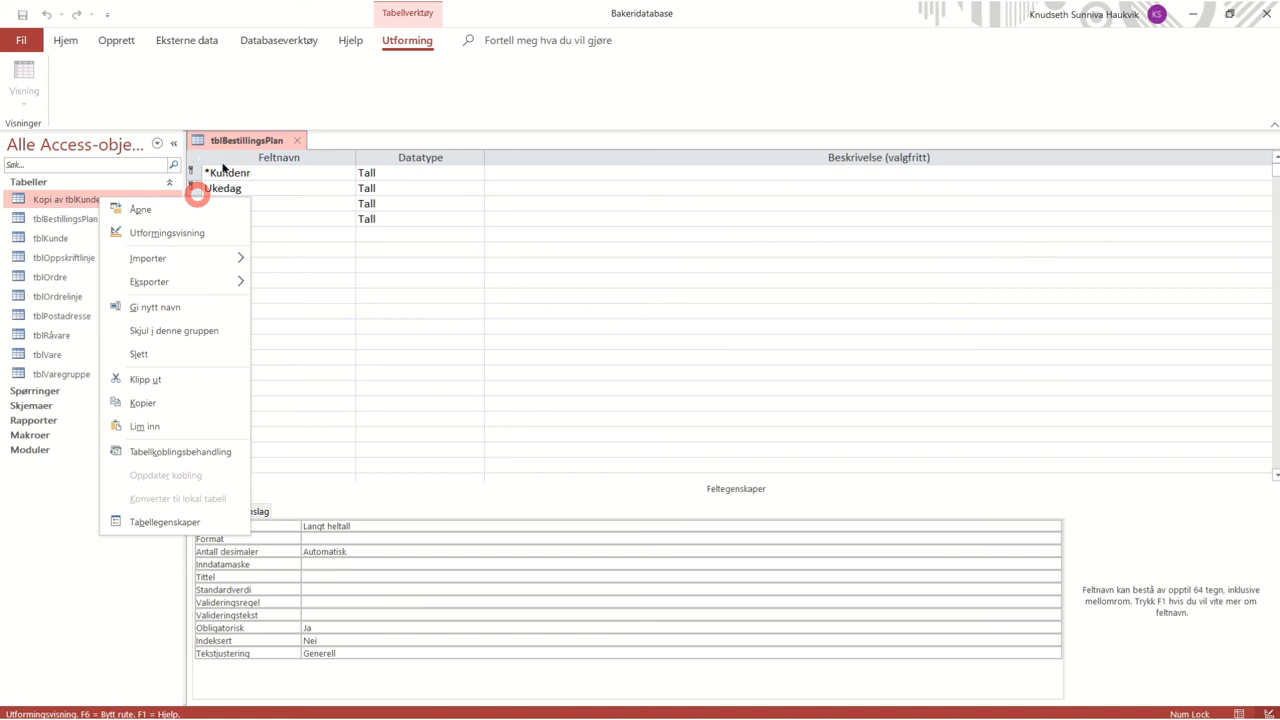 Tabellverktøy
Bakeridatabase
Knudseth Sunniva Haukvik
KS
Fil
Hjem
Opprett
Eksterne data
Databaseverktøy
Hjelp
Utforming
Fortell meg hva du vil gjøre
Visning
Visninger
Alle Access-obje...
Søk...
Tabeller
Kopi av tblKunde
tblBestillingsPlan
tblKunde
tblOppskriftlinje
tblOrdre
tblOrdrelinje
tblPostadresse
tblRåvare
tblVare
tblVaregruppe
Spørringer
Skjemaer
Rapporter
Makroer
Moduler
Åpne
Utformingsvisning
Importer
Eksporter
Gi nytt navn
Skjul i denne gruppen
Slett
Klipp ut
Kopier
Lim inn
Tabellkoblingsbehandling
Oppdater kobling
Konverter til lokal tabell
Tabellegenskaper
tblBestillingsPlan
Feltnavn Datatype Beskrivelse (valgfritt)
*Kundenr Tall
Ukedag Tall
Tall
Tall
Feltegenskaper
oslag
Langt heltall
Format
Antall desimaler Automatisk
Inndatamaske
Tittel
Standardverdi
Valideringsregel
Valideringstekst
Obligatorisk Ja
Indeksert Nei
Tekstjustering Generell
Feltnavn kan bestå av opptil 64 tegn, inklusive
mellomrom. Trykk F1 hvis du vil vite mer om
feltnavn.
Utformingsvisning. F6 = Bytt rute. F1 = Hjelp.
Num Lock